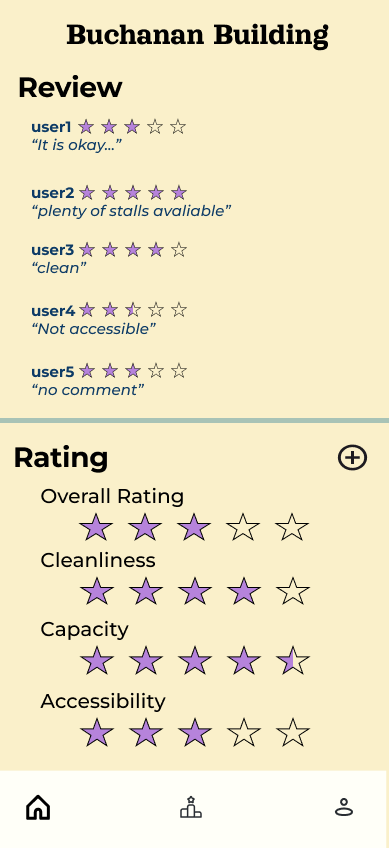 Buchanan Building
Review
user1
“It is okay...”
user2
“plenty of stalls avaliable”
user3
“clean”
user4
“Not accessible”
user5
“no comment”
Rating
Overall Rating
Cleanliness
Capacity
Accessibility